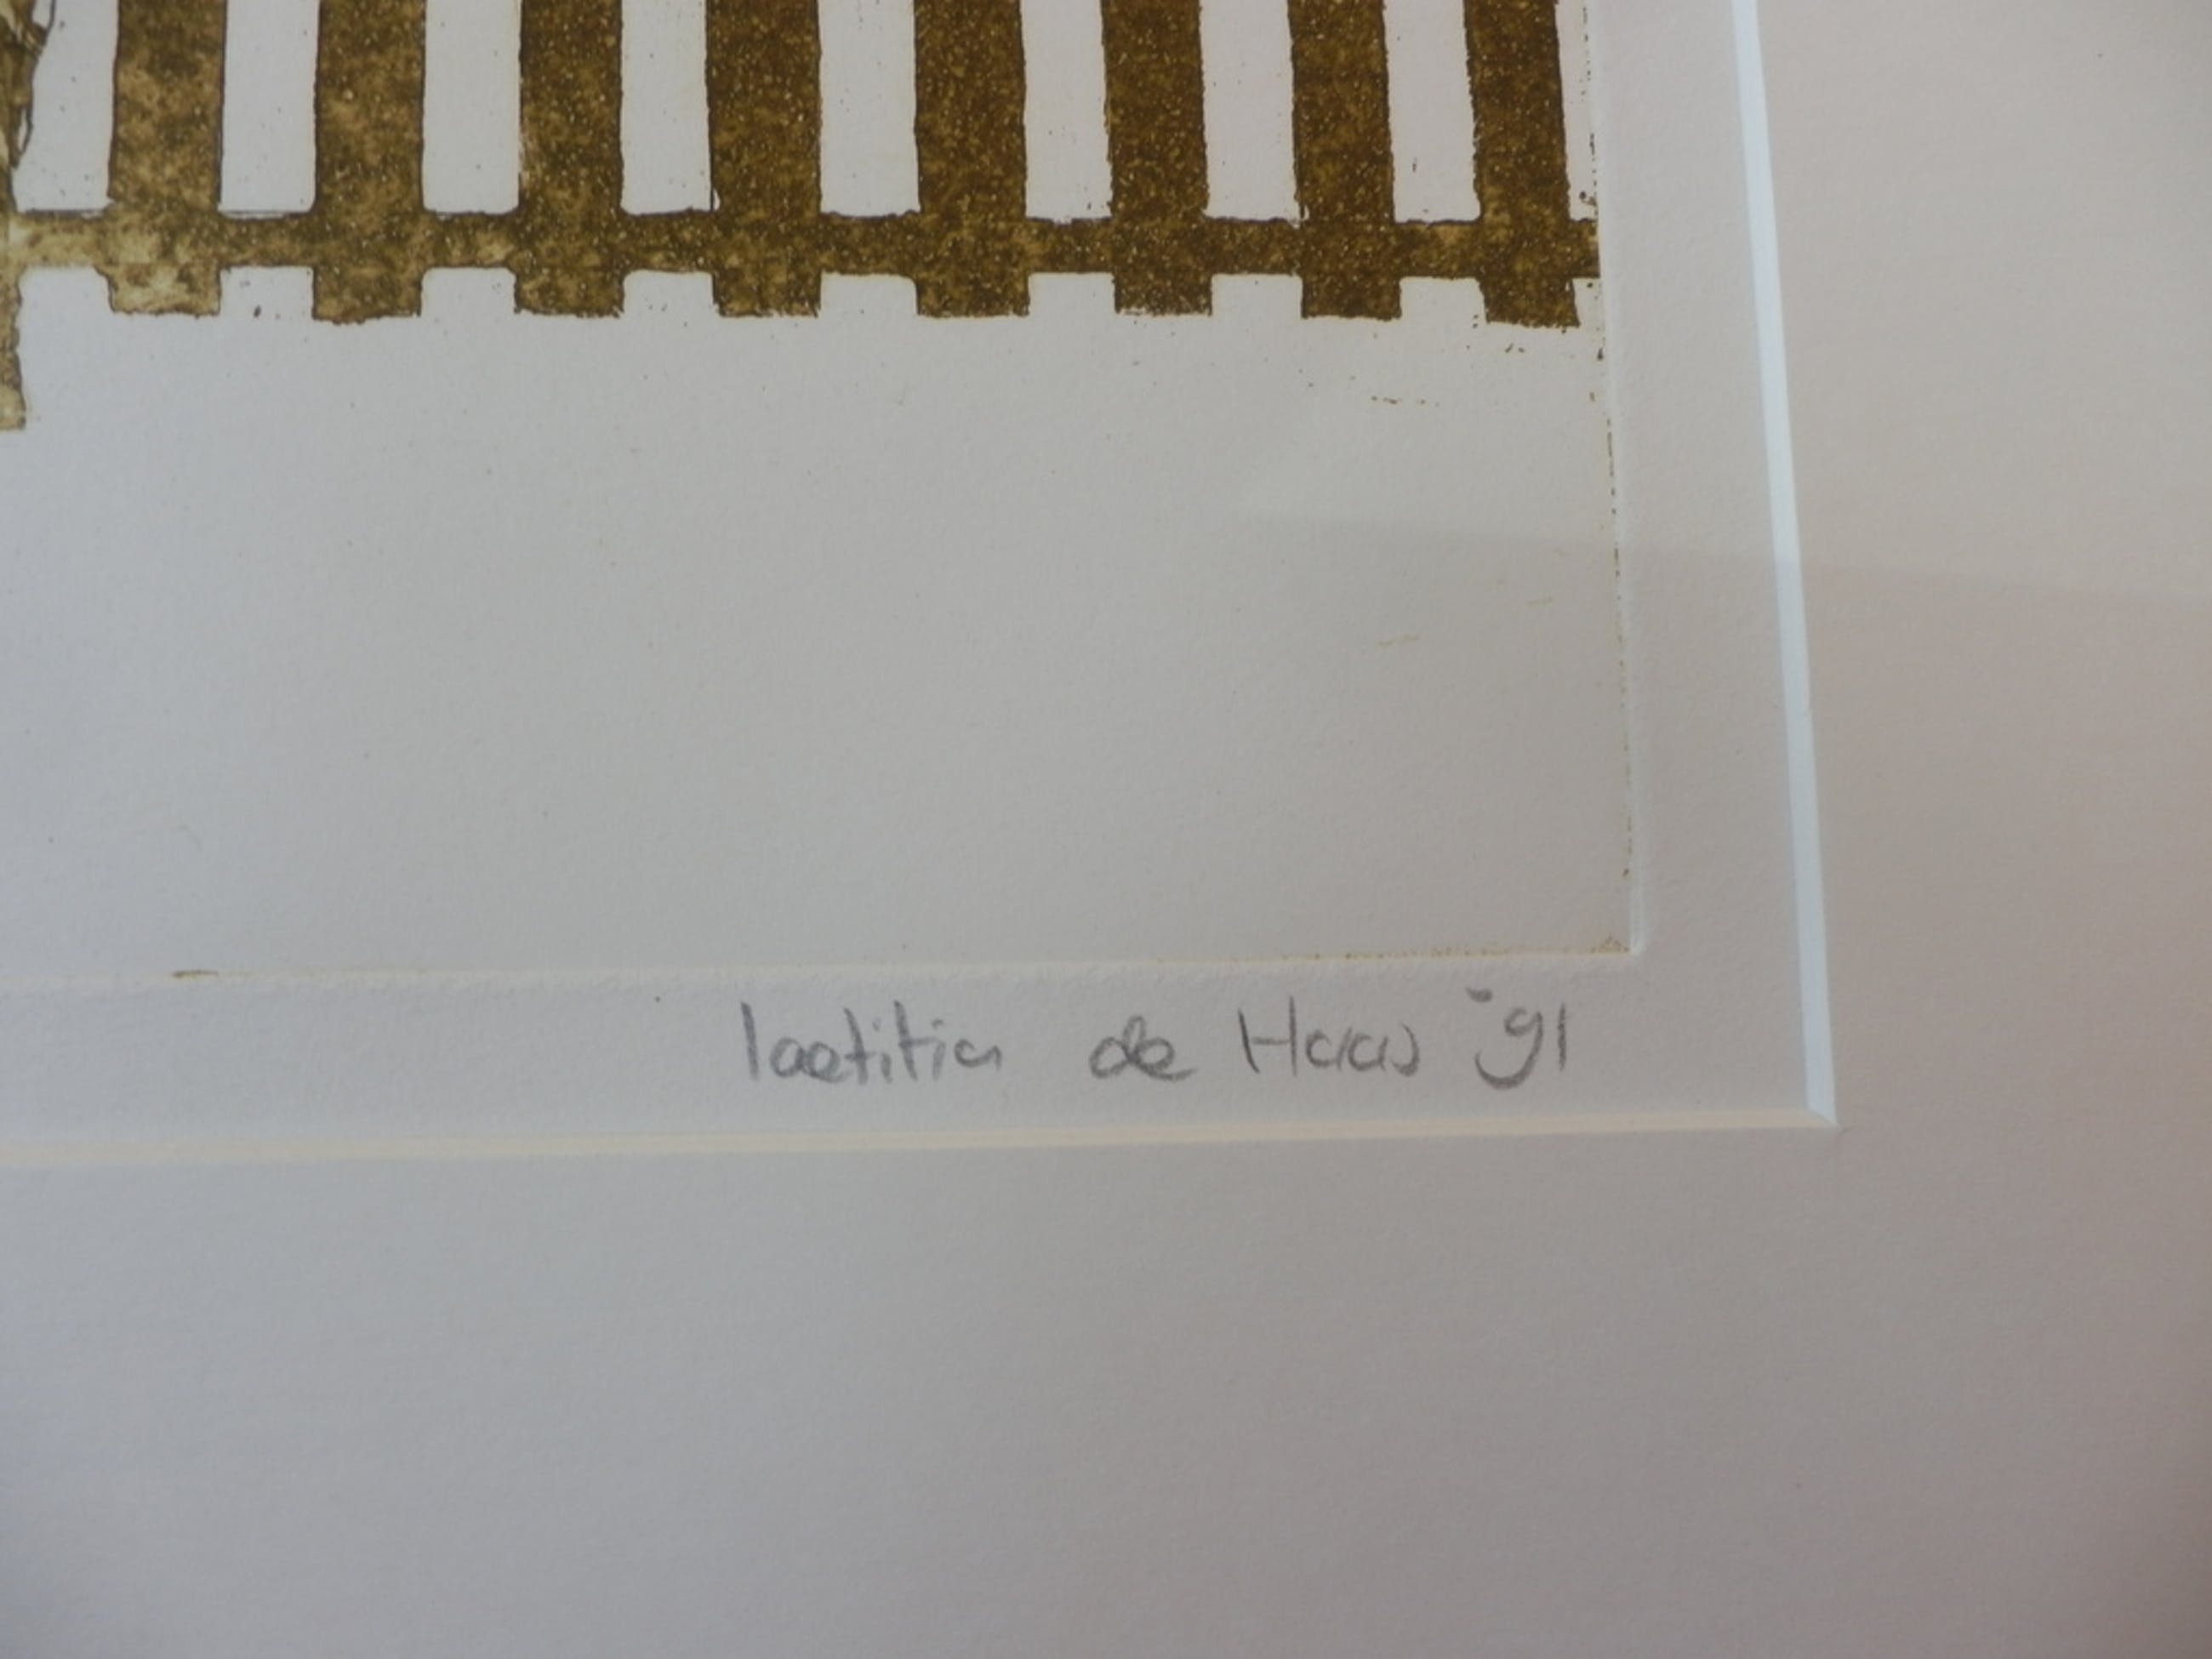 laetitia de Haas '91